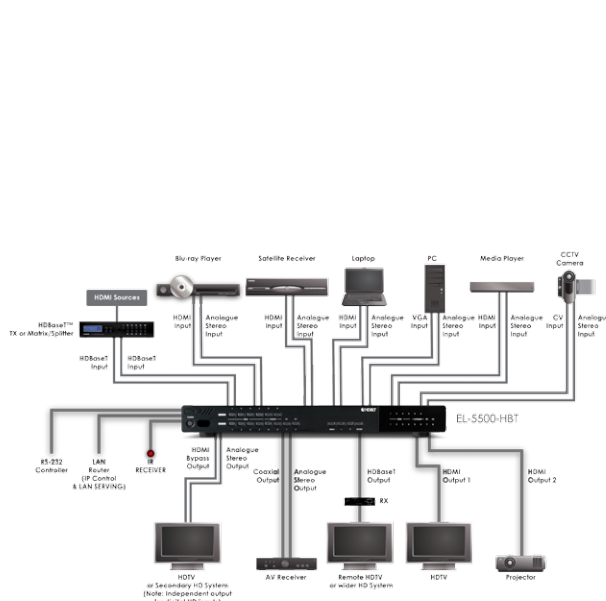 Blu-ray Player
Satellite Receiver
Laptop
PC
Media Player
CCTV
Camera
HDMI Sources
HDBaseT™
TX or Matrix/Splitter
HDMI
Input
Analogue
Stereo
Input
HDMI
Input
Analogue
Stereo
Input
HDMI
Input
Analogue
Stereo
Input
VGA
Input
Analogue
Stereo
Input
HDMI
Input
Analogue
Stereo
Input
CV
Input
Analogue
Stereo
Input
HDBaseT
Input
HDBaseT
Input
EL-5500-HBT
RS-232
Controller
LAN
Router
(IP Control
& LAN SERVING)
IR
RECEIVER
HDMI
Bypass
Output
Analogue
Stereo
Output
Coaxial
Output
Analogue
Stereo
Output
HDBaseT
Output
RX
HDMI
Output 1
HDMI
Output 2
HDTV
or Secondary HD System
(Note: Independent output
AV Receiver
Remote HDTV
or wider HD System
HDTV
Projector